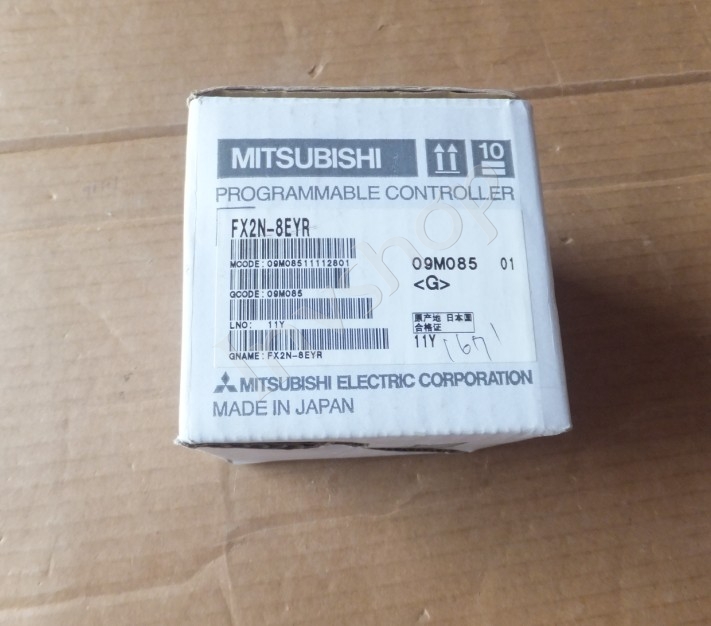 MITSUBISHI
10
PROGRAMMABLE CONTROLLER
FX2N-8EYR
MCODE:09M08511112801
09M085 01
<G>
GCODE:09M085
LNO: 11Y
原产地 日本国
合格证
11Y
GNAME:FX2N-8EYR
MITSUBISHI ELECTRIC CORPORATION
MADE IN JAPAN